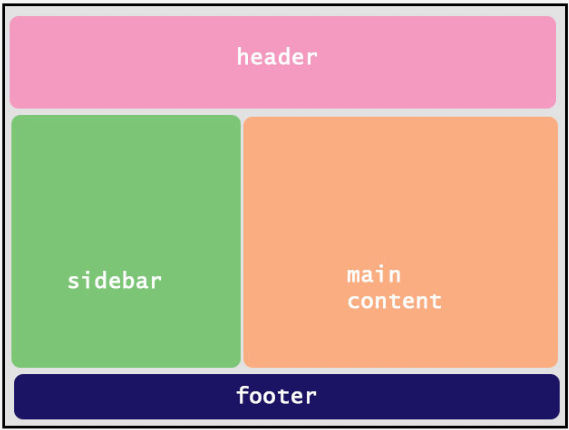 header
sidebar
main
content
footer